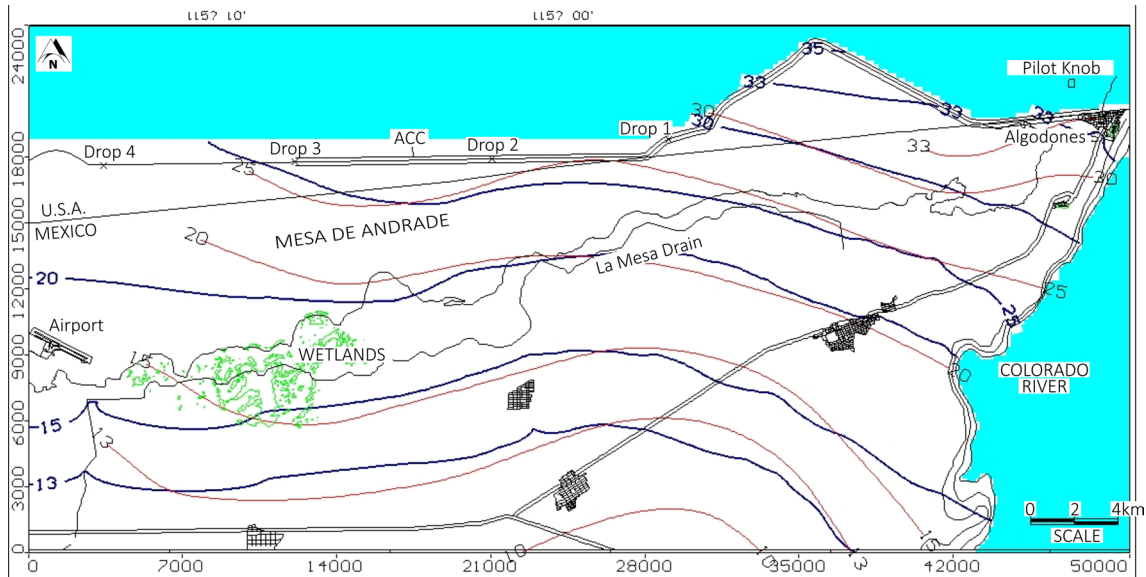 115? 10'
115? 00'
24000
N
35
Pilot Knob
33
30
30
33
33
Drop 1
ACC
Drop 2
Drop 3
Drop 4
Algodones
33
18000
25
30
U.S.A.
MEXICO
15000
MESA DE ANDRADE
20
La Mesa Drain
20
25
12000
25
Airport
9000
15
WETLANDS
COLORADO
RIVER
6000
15
13
3000
13
0 2 4km
SCALE
15
0
10
10
13
0 7000 14000 21000 28000 35000 42000 50000